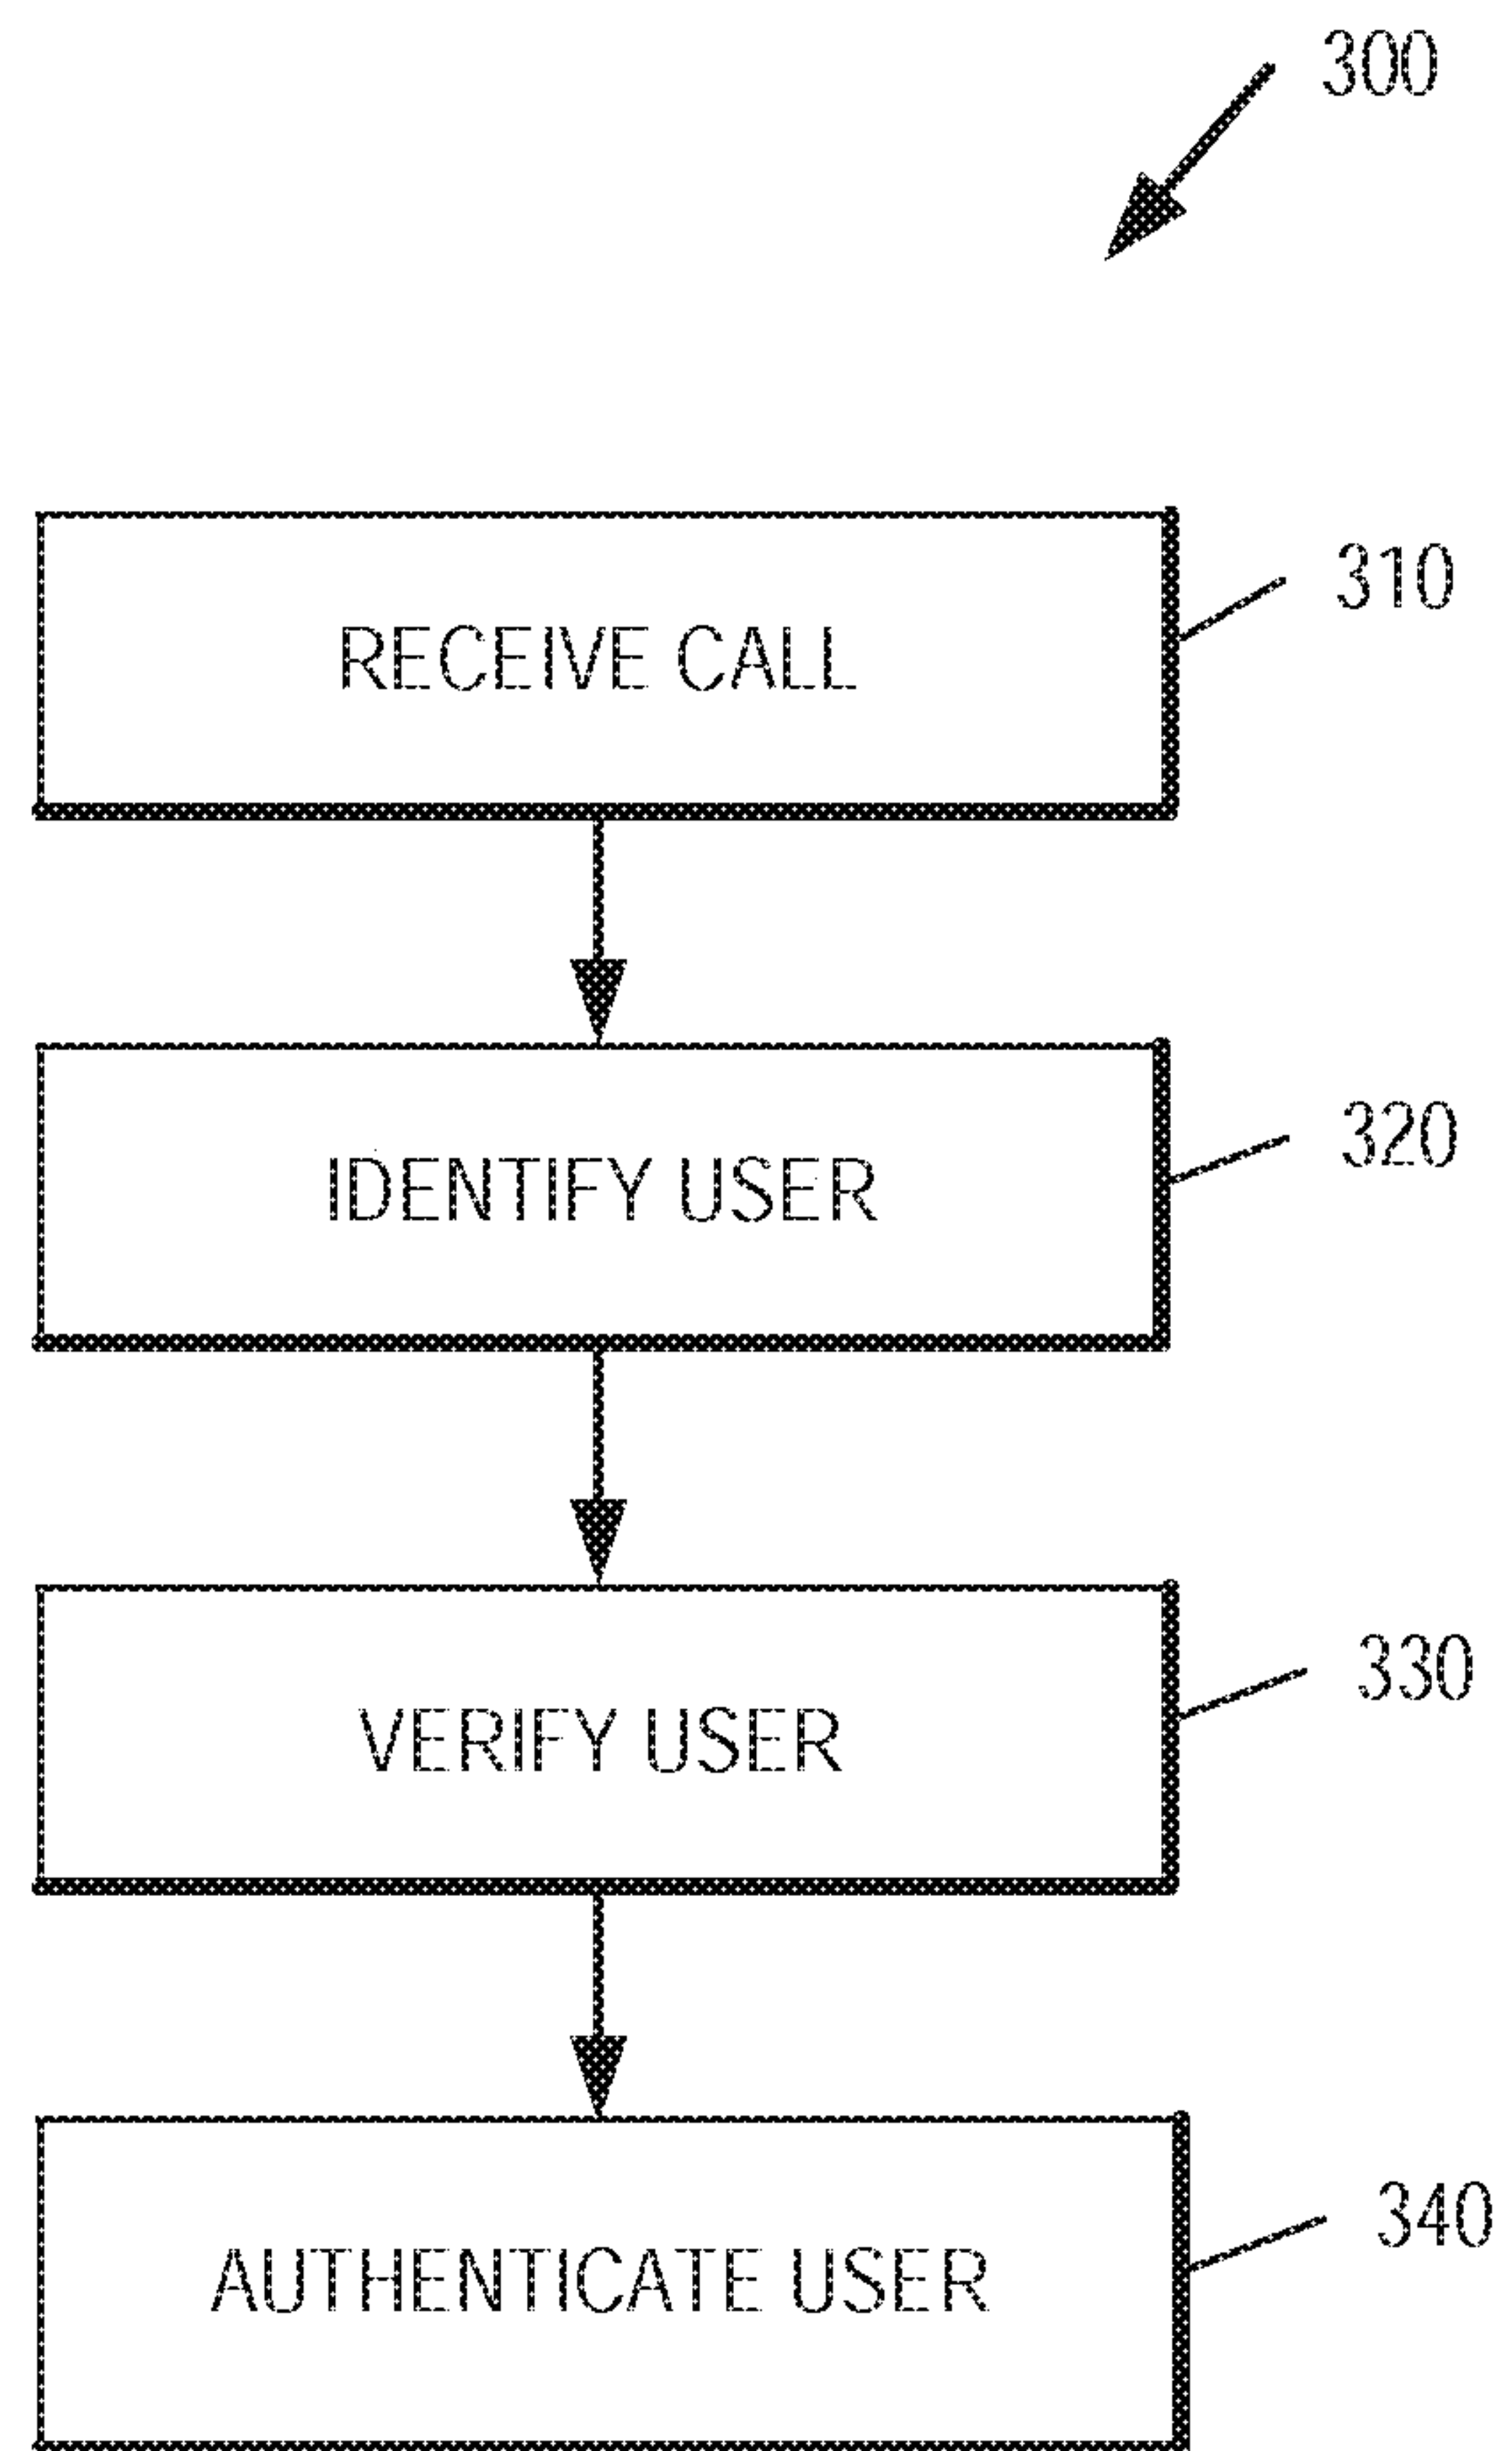 300
RECEIVE CALL
310
IDENTIFY USER
320
VERIFY USER
330
AUTHENTICATE USER
340